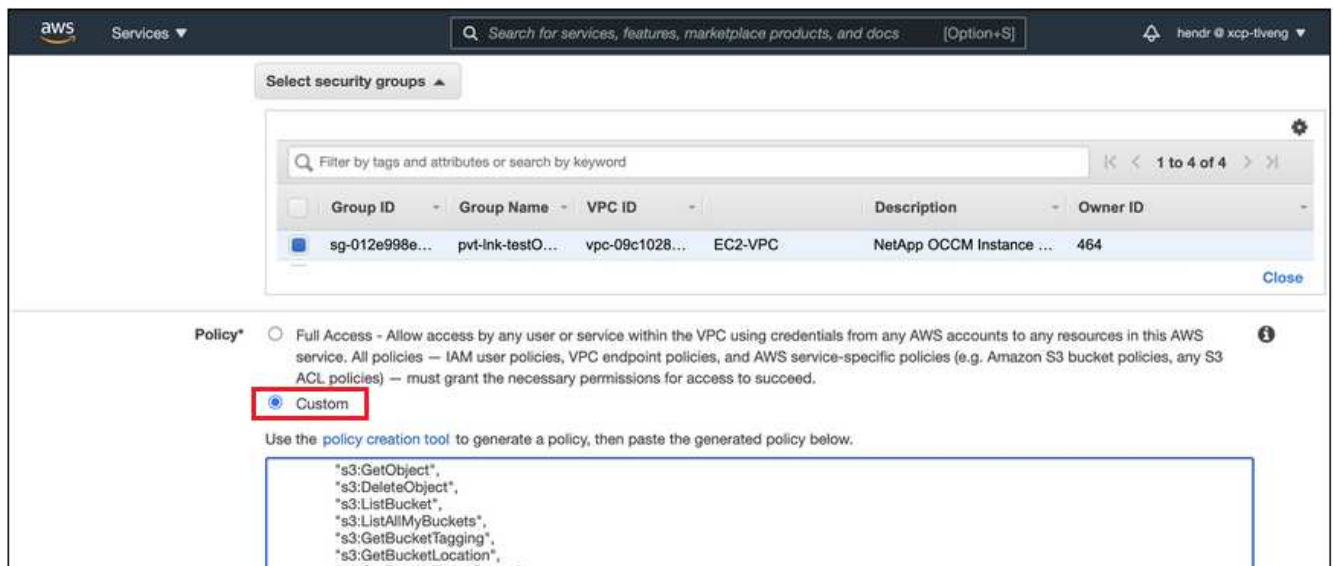 aws Services ▼ Search for services, features, marketplace products, and docs [Option+S] hendr @ xcp-tlveng ▼
Select security groups ▲
Filter by tags and attributes or search by keyword 1 to 4 of 4
Group ID Group Name VPC ID Description Owner ID
sg-012e998e... pvt-lnk-testO... vpc-09c1028... EC2-VPC NetApp OCCM Instance ... 464
Close
Policy* Full Access - Allow access by any user or service within the VPC using credentials from any AWS accounts to any resources in this AWS
service. All policies — IAM user policies, VPC endpoint policies, and AWS service-specific policies (e.g. Amazon S3 bucket policies, any S3
ACL policies) — must grant the necessary permissions for access to succeed.
Custom
Use the policy creation tool to generate a policy, then paste the generated policy below.
"s3:GetObject",
"s3:DeleteObject",
"s3:ListBucket",
"s3:ListAllMyBuckets",
"s3:GetBucketTagging",
"s3:GetBucketLocation",